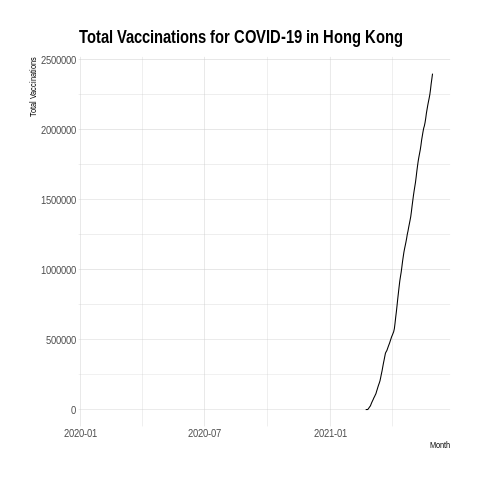 Total Vaccinations for COVID-19 in Hong Kong
Total Vaccinations
2500000
2000000
1500000
1000000
500000
0
2020-01 2020-07 2021-01
Month